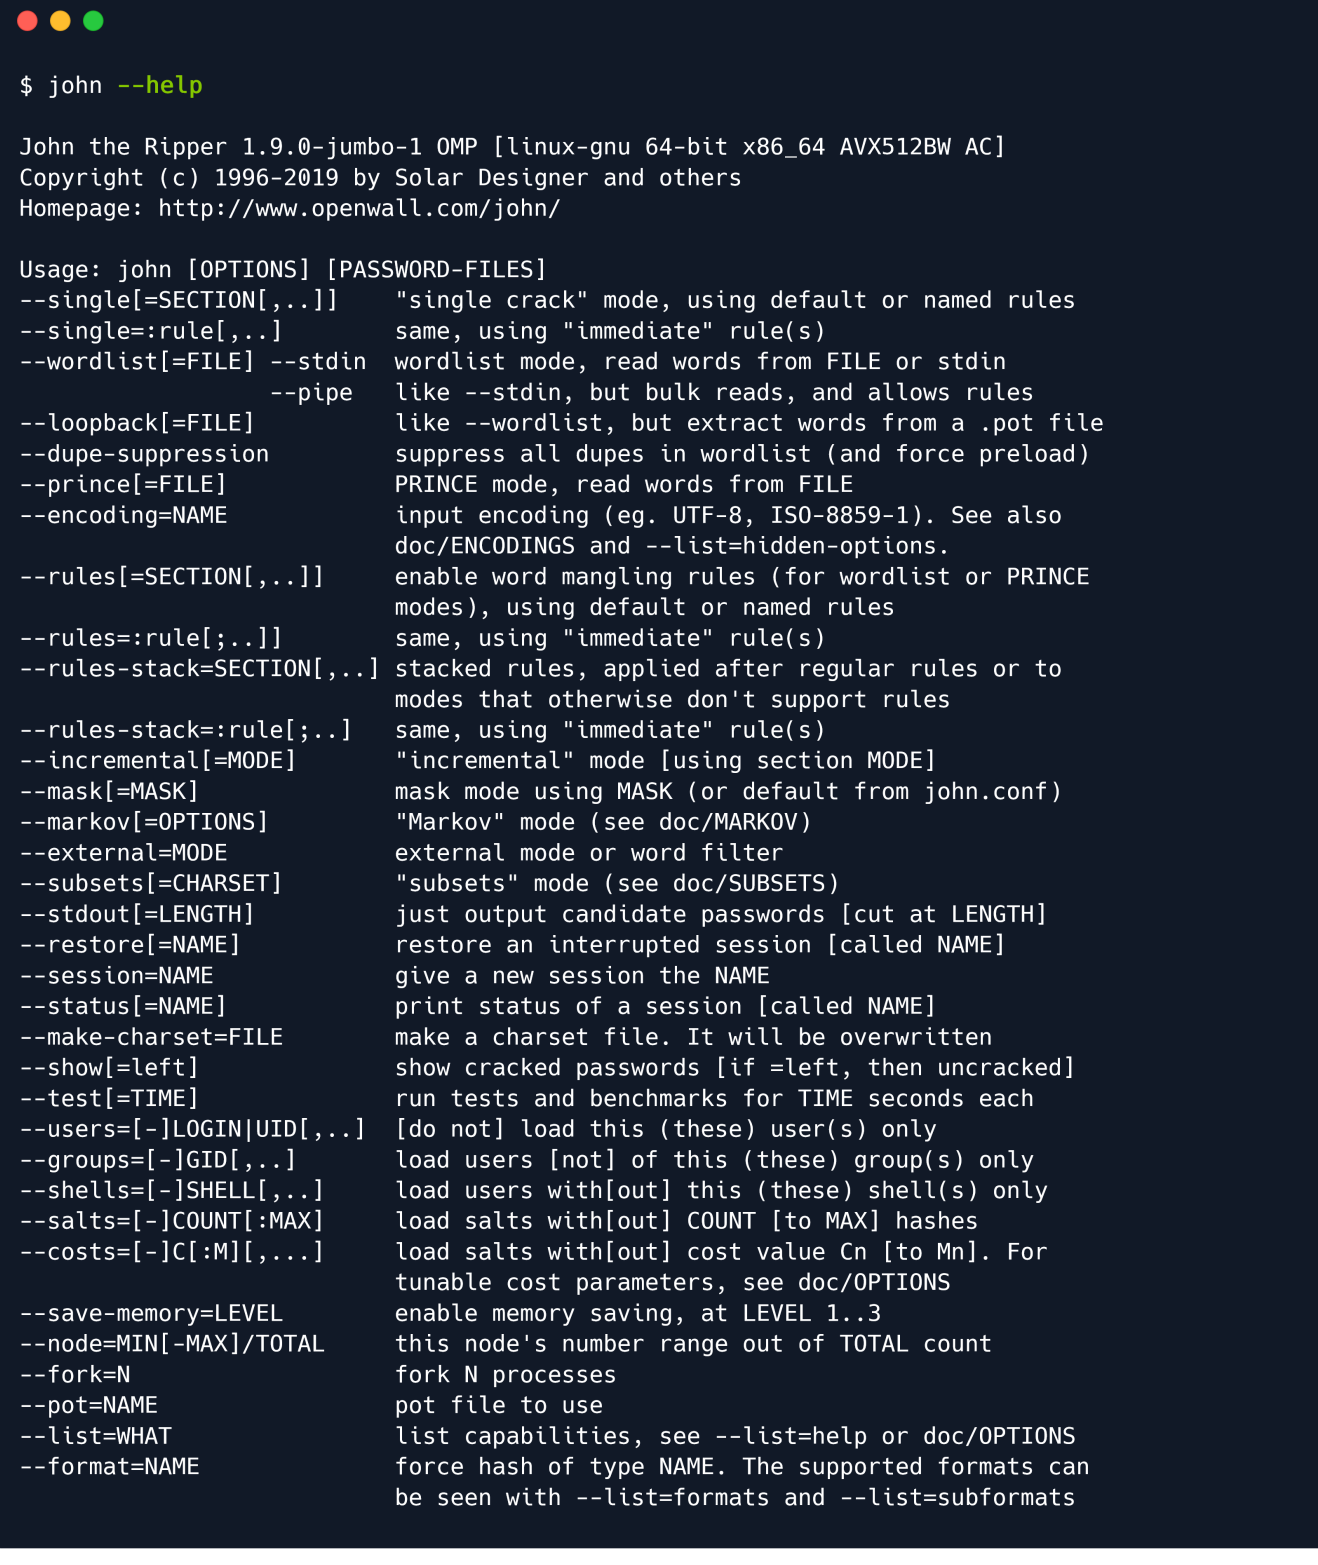 $ john --help
John the Ripper 1.9.0-jumbo-1 OMP [linux-gnu 64-bit x86_64 AVX512BW AC]
Copyright (c) 1996-2019 by Solar Designer and others
Homepage: http://www.openwall.com/john/
Usage: john [OPTIONS] [PASSWORD-FILES]
--single[=SECTION[,..]]    "single crack" mode, using default or named rules
--single=:rule[,..]        same, using "immediate" rule(s)
--wordlist[=FILE] --stdin  wordlist mode, read words from FILE or stdin
                  --pipe   like --stdin, but bulk reads, and allows rules
--loopback[=FILE]          like --wordlist, but extract words from a .pot file
--dupe-suppression         suppress all dupes in wordlist (and force preload)
--prince[=FILE]            PRINCE mode, read words from FILE
--encoding=NAME            input encoding (eg. UTF-8, ISO-8859-1). See also
                           doc/ENCODINGS and --list=hidden-options.
--rules[=SECTION[,..]]     enable word mangling rules (for wordlist or PRINCE
                           modes), using default or named rules
--rules=:rule[;..]]        same, using "immediate" rule(s)
--rules-stack=SECTION[,..] stacked rules, applied after regular rules or to
                           modes that otherwise don't support rules
--rules-stack=:rule[;..]   same, using "immediate" rule(s)
--incremental[=MODE]       "incremental" mode [using section MODE]
--mask[=MASK]              mask mode using MASK (or default from john.conf)
--markov[=OPTIONS]         "Markov" mode (see doc/MARKOV)
--external=MODE            external mode or word filter
--subsets[=CHARSET]        "subsets" mode (see doc/SUBSETS)
--stdout[=LENGTH]          just output candidate passwords [cut at LENGTH]
--restore[=NAME]           restore an interrupted session [called NAME]
--session=NAME             give a new session the NAME
--status[=NAME]            print status of a session [called NAME]
--make-charset=FILE        make a charset file. It will be overwritten
--show[=left]              show cracked passwords [if =left, then uncracked]
--test[=TIME]              run tests and benchmarks for TIME seconds each
--users=[-]LOGIN|UID[,..]  [do not] load this (these) user(s) only
--groups=[-]GID[,..]       load users [not] of this (these) group(s) only
--shells=[-]SHELL[,..]     load users with[out] this (these) shell(s) only
--salts=[-]COUNT[:MAX]     load salts with[out] COUNT [to MAX] hashes
--costs=[-]C[:M][,...]     load salts with[out] cost value Cn [to Mn]. For
                           tunable cost parameters, see doc/OPTIONS
--save-memory=LEVEL        enable memory saving, at LEVEL 1..3
--node=MIN[-MAX]/TOTAL     this node's number range out of TOTAL count
--fork=N                   fork N processes
--pot=NAME                 pot file to use
--list=WHAT                list capabilities, see --list=help or doc/OPTIONS
--format=NAME              force hash of type NAME. The supported formats can
                           be seen with --list=formats and --list=subformats